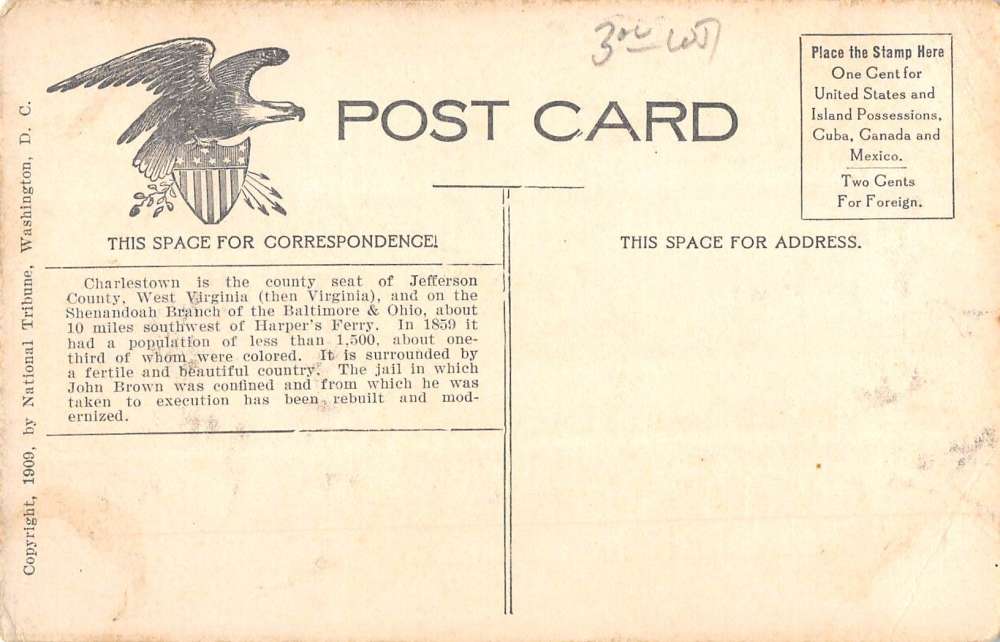 POST CARD
Place the Stamp Here
One Cent for
United States and
Island Possessions,
Cuba, Canada and
Mexico.
Two Cents
For Foreign.
THIS SPACE FOR CORRESPONDENCE.
THIS SPACE FOR ADDRESS.
Charlestown is the county seat of Jefferson
County, West Virginia (then Virginia), and on the
Shenandoah Branch of the Baltimore & Ohio, about
10 miles southwest of Harper's Ferry. In 1859 it
had a population of less than 1,500, about one-
third of whom were colored. It is surrounded by
a fertile and beautiful country. The jail in which
John Brown was confined and from which he was
taken to execution has been rebuilt and mod-
ernized.
Copyright, 1909, by National Tribune, Washington, D. C.